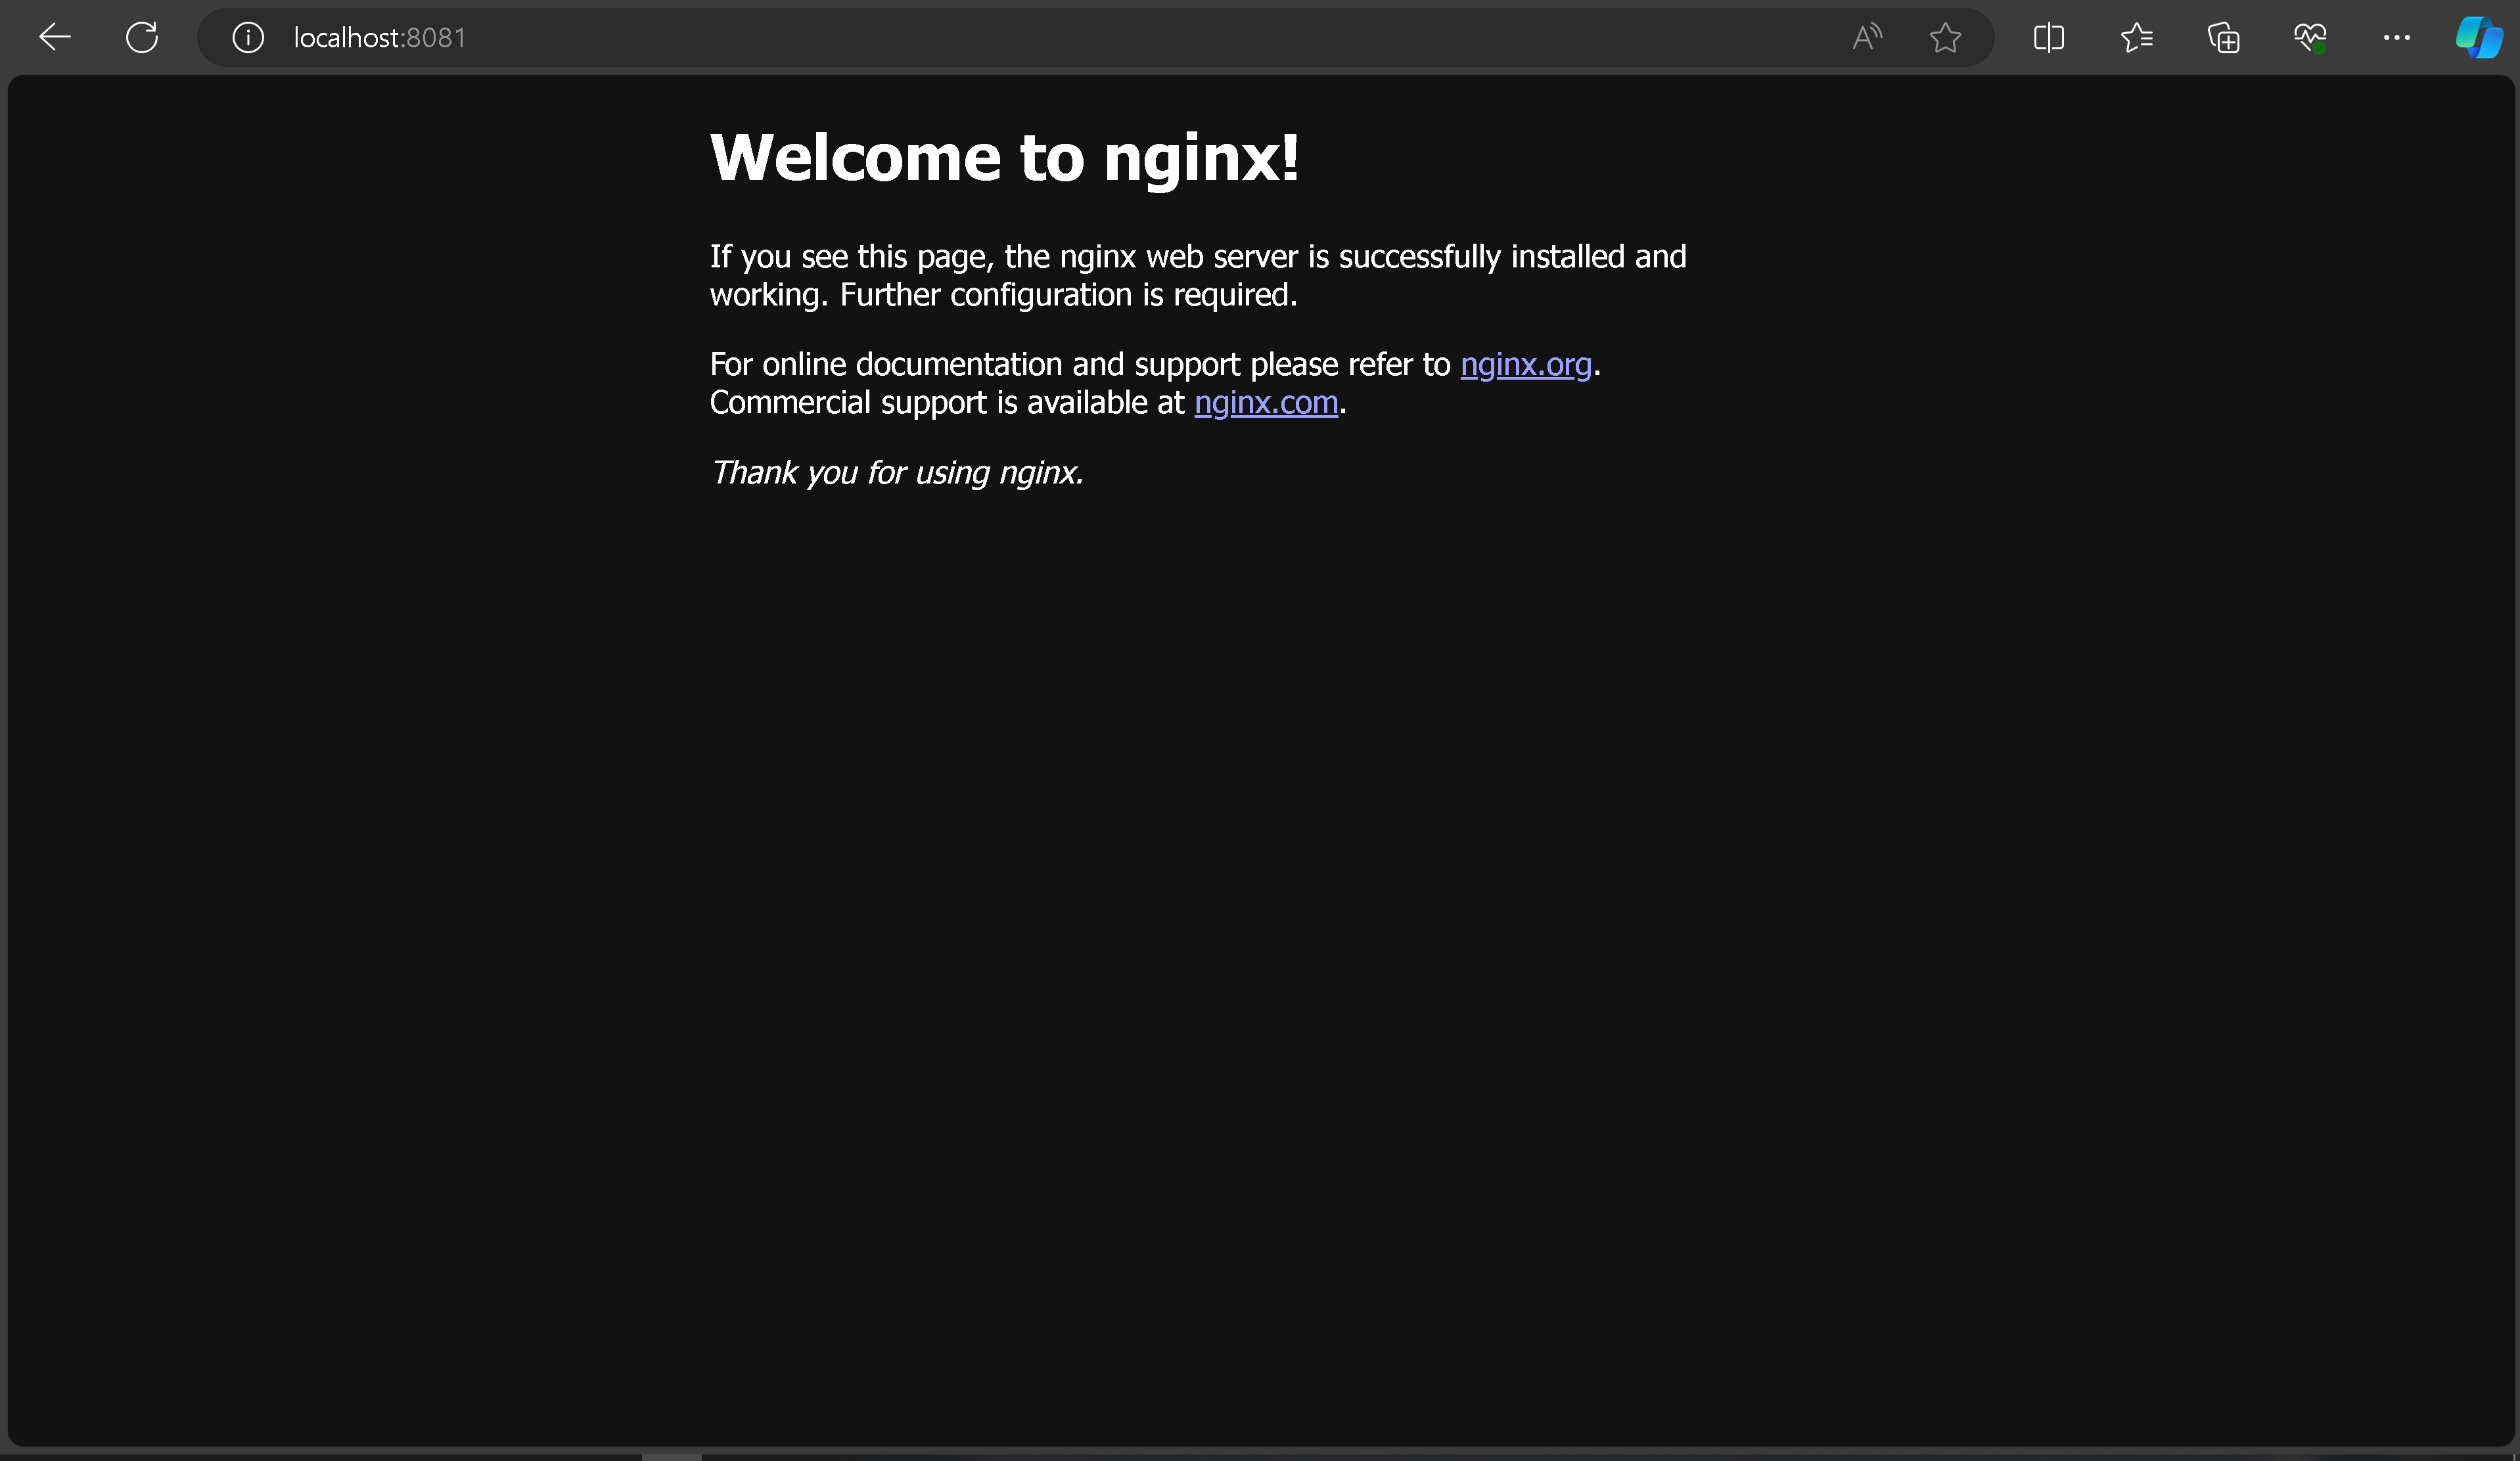 localhost:8081
Welcome to nginx!
If you see this page, the nginx web server is successfully installed and
working. Further configuration is required.
For online documentation and support please refer to nginx.org.
Commercial support is available at nginx.com.
Thank you for using nginx.